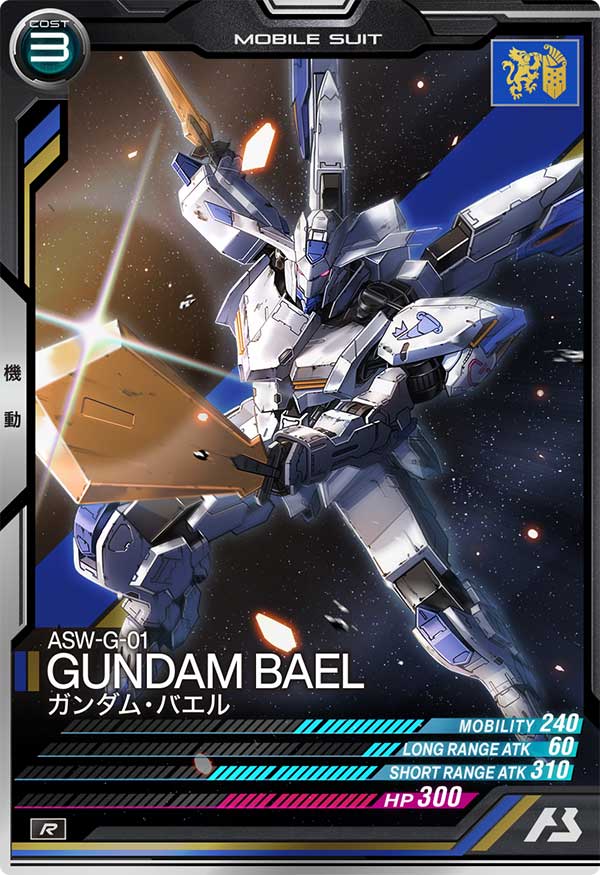 COST
3
MOBILE SUIT
機動
ASW-G-01
GUNDAM BAEL
ガンダム・バエル
MOBILITY 240
LONG RANGE ATK 60
SHORT RANGE ATK 310
HP 300
R